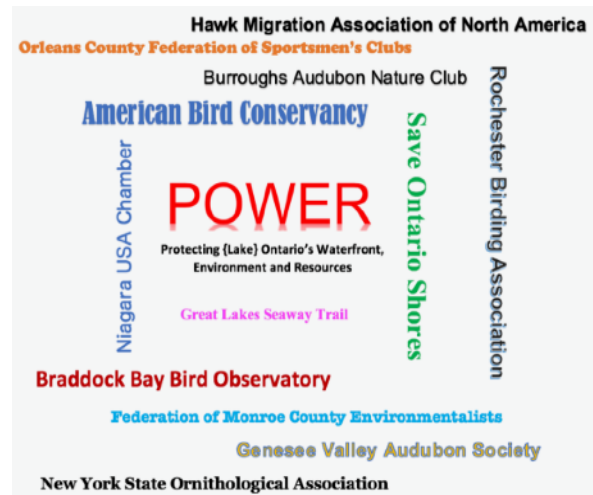 Hawk Migration Association of North America
Orleans County Federation of Sportsmen's Clubs
Burroughs Audubon Nature Club
American Bird Conservancy
Rochester Birding Association
Save Ontario Shores
Niagara USA Chamber
POWER
Protecting {Lake} Ontario's Waterfront,
Environment and Resources
Great Lakes Seaway Trail
Braddock Bay Bird Observatory
Federation of Monroe County Environmentalists
Genesee Valley Audubon Society
New York State Ornithological Association